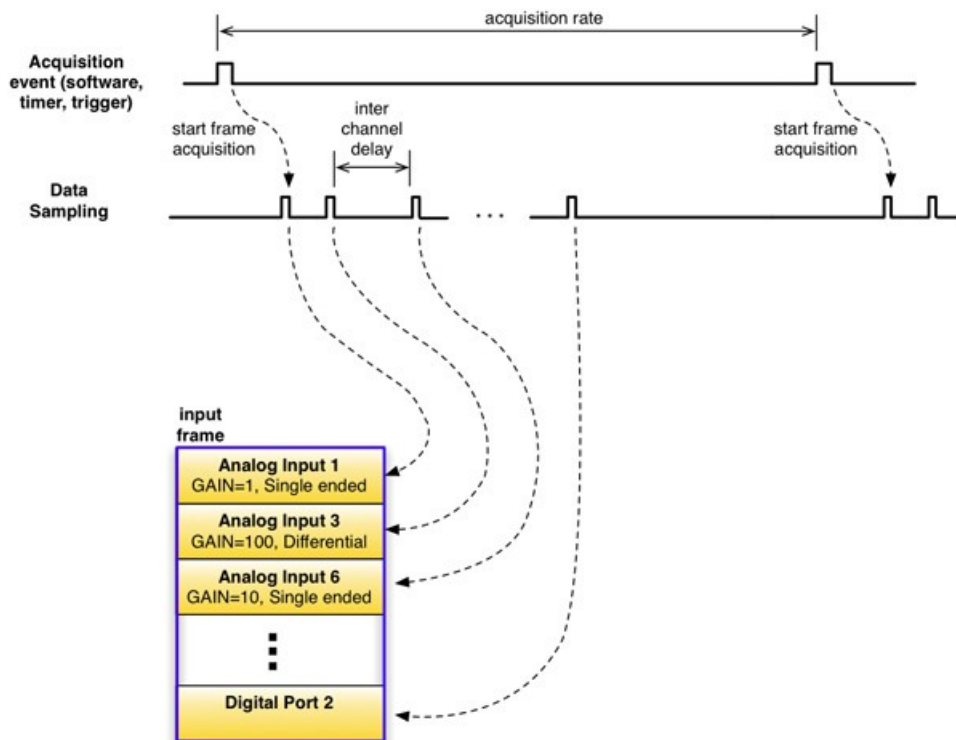 acquisition rate
Acquisition
event (software,
timer, trigger)
start frame
acquisition
inter
channel
delay
start frame
acquisition
Data
Sampling
. . .
input
frame
Analog Input 1
GAIN=1, Single ended
Analog Input 3
GAIN=100, Differential
Analog Input 6
GAIN=10, Single ended
Digital Port 2